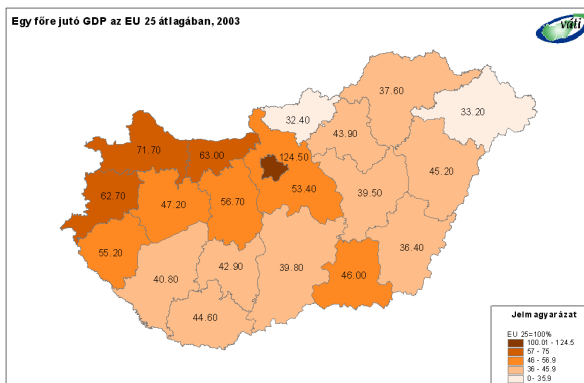 Egy főre jutó GDP az EU 25 átlagában, 2003
váti
37.60
32.40
33.20
43.90
71.70
63.00
124.50
45.20
62.70
53.40
47.20
56.70
39.50
55.20
36.40
42.90
39.80
46.00
40.80
44.60
Jelmagyarázat
EU 25=100%
100.01 - 124.5
57 - 75
46 - 56.9
36 - 45.9
0 - 35.9